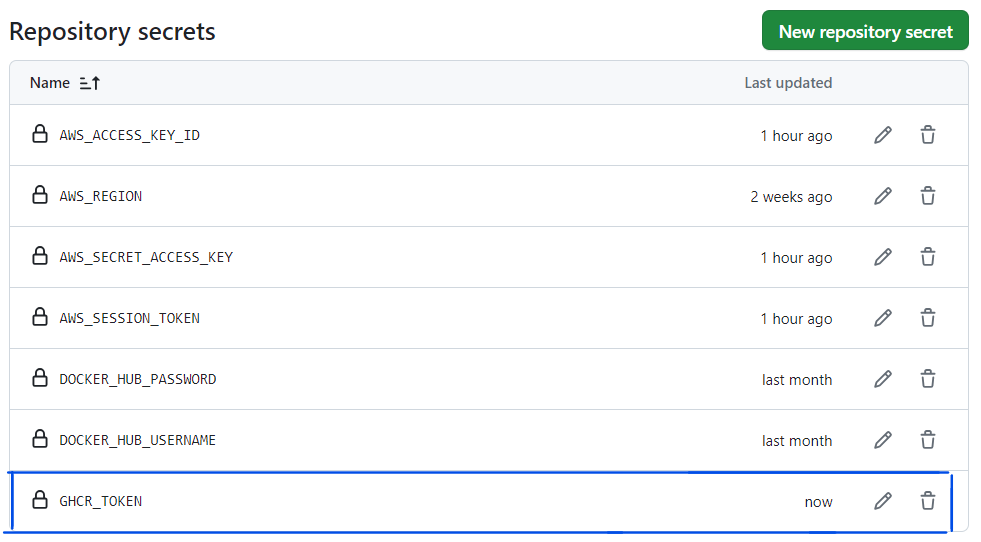 Repository secrets
New repository secret
Name Last updated
AWS_ACCESS_KEY_ID 1 hour ago
AWS_REGION 2 weeks ago
AWS_SECRET_ACCESS_KEY 1 hour ago
AWS_SESSION_TOKEN 1 hour ago
DOCKER_HUB_PASSWORD last month
DOCKER_HUB_USERNAME last month
GHCR_TOKEN now